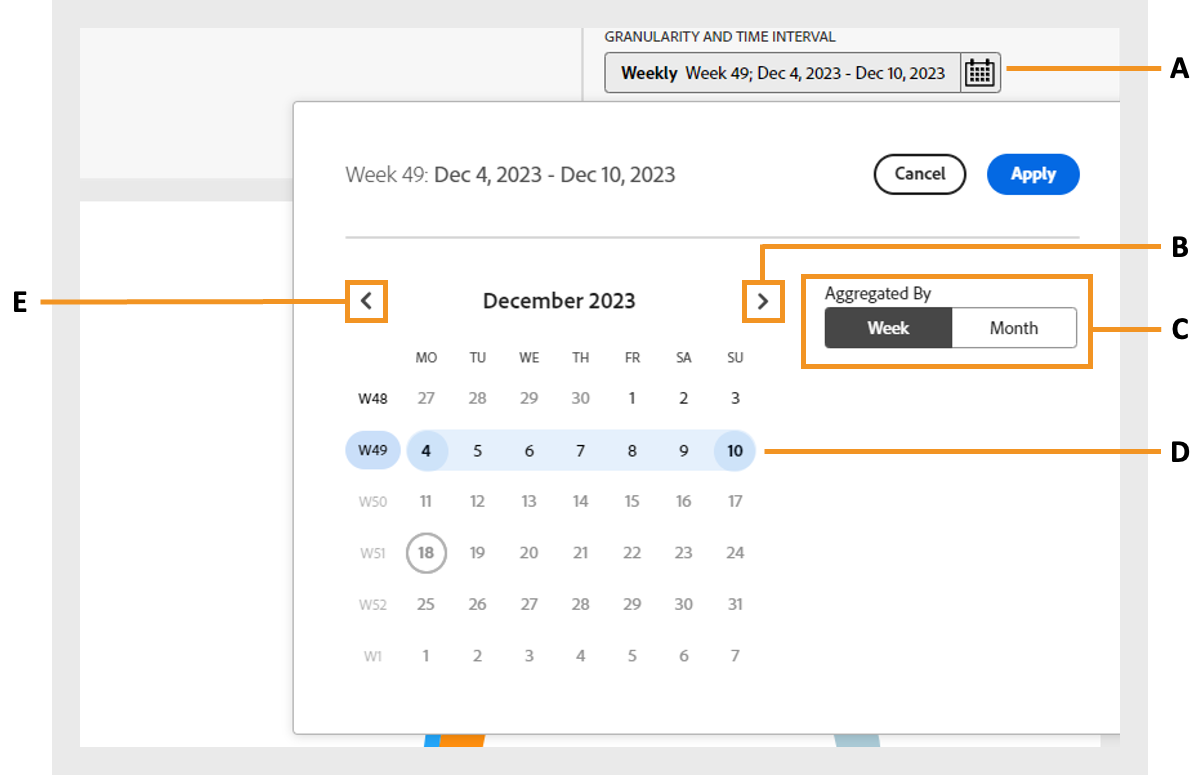 GRANULARITY AND TIME INTERVAL
Weekly Week 49; Dec 4, 2023 - Dec 10, 2023
A
Week 49: Dec 4, 2023 - Dec 10, 2023
Cancel
Apply
B
E
December 2023
Aggregated By
Week
Month
C
MO TU WE TH FR SA SU
W48 27 28 29 30 1 2 3
W49 4 5 6 7 8 9 10
D
W50 11 12 13 14 15 16 17
W51 18 19 20 21 22 23 24
W52 25 26 27 28 29 30 31
W1 1 2 3 4 5 6 7